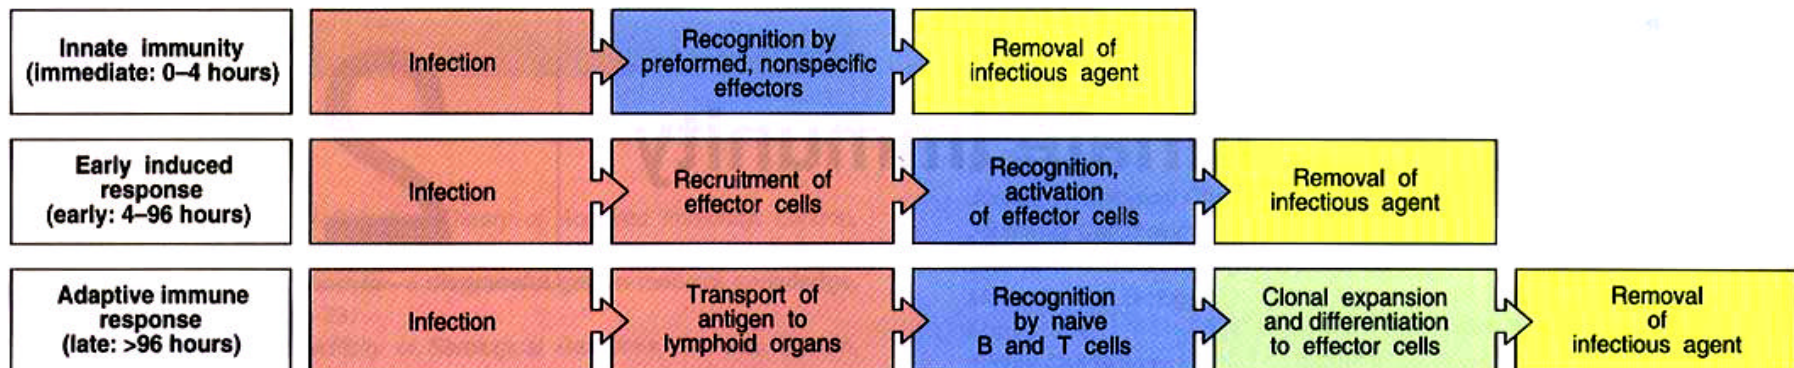 Innate immunity
(immediate: 0–4 hours)
Infection
Recognition by
preformed, nonspecific
effectors
Removal of
infectious agent
Early induced
response
(early: 4–96 hours)
Infection
Recruitment of
effector cells
Recognition,
activation
of effector cells
Removal of
infectious agent
Adaptive immune
response
(late: >96 hours)
Infection
Transport of
antigen to
lymphoid organs
Recognition
by naive
B and T cells
Clonal expansion
and differentiation
to effector cells
Removal
of
infectious agent